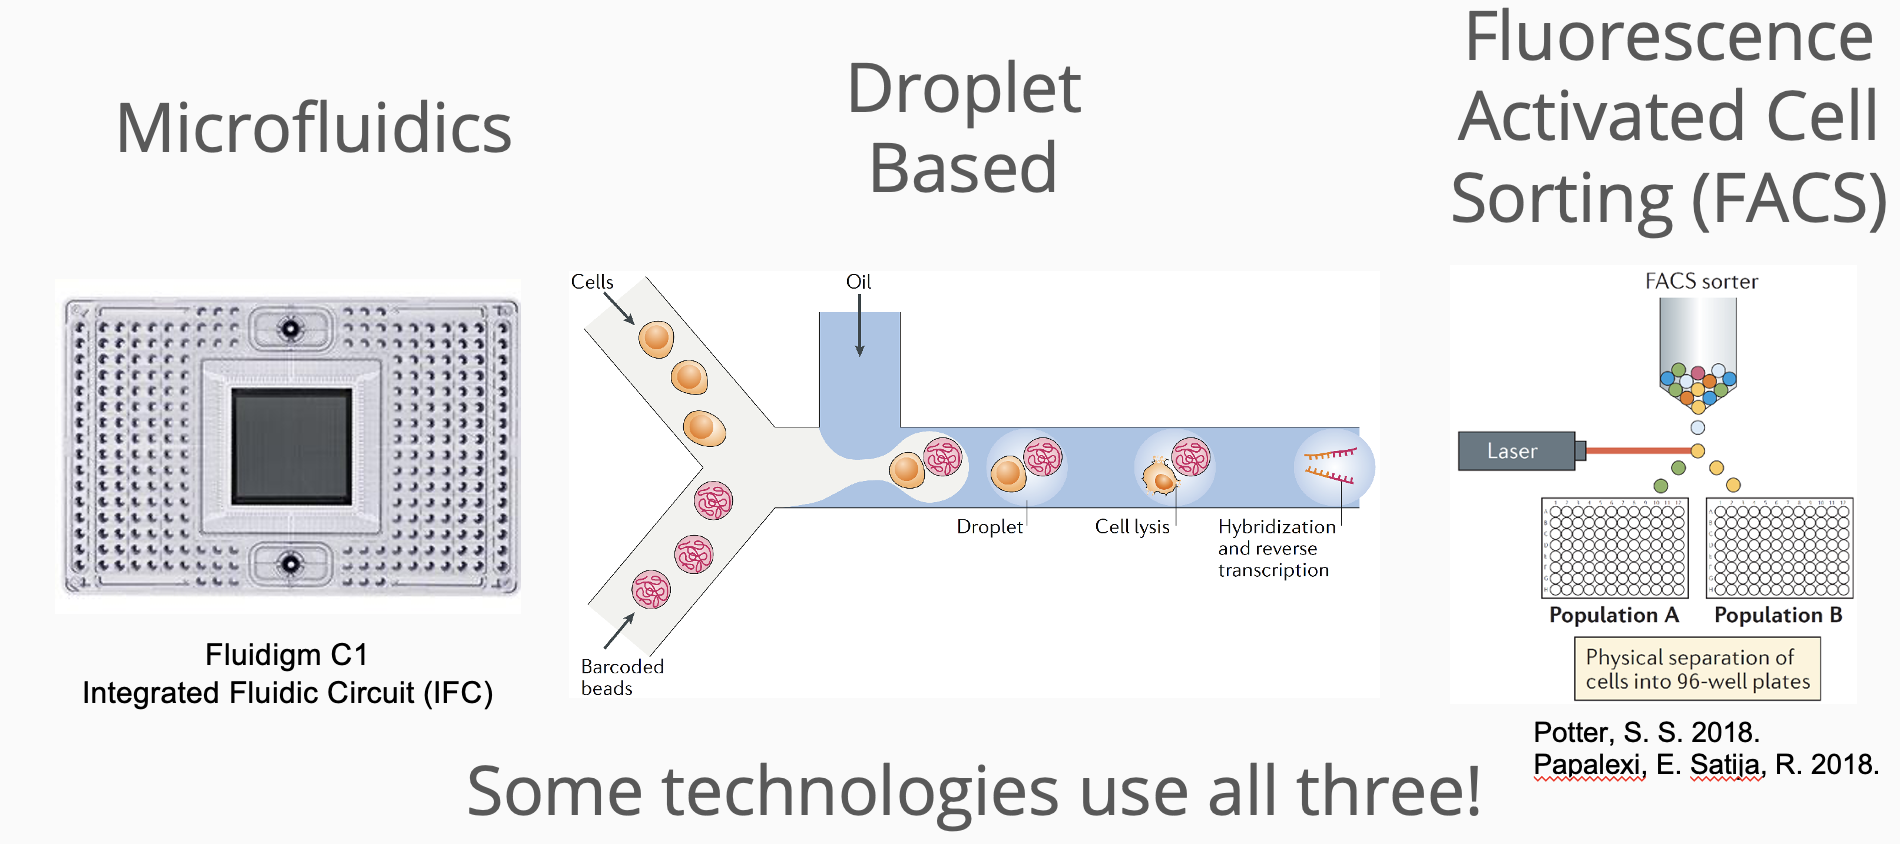 Microfluidics
Droplet
Based
Fluorescence
Activated Cell
Sorting (FACS)
Fluidigm C1
Integrated Fluidic Circuit (IFC)
Cells
Oil
Droplet
Cell lysis
Hybridization
and reverse
transcription
Barcoded
beads
FACS sorter
Laser
Population A
Population B
Physical separation of
cells into 96-well plates
Potter, S. S. 2018.
Papalexi, E. Satija, R. 2018.
Some technologies use all three!